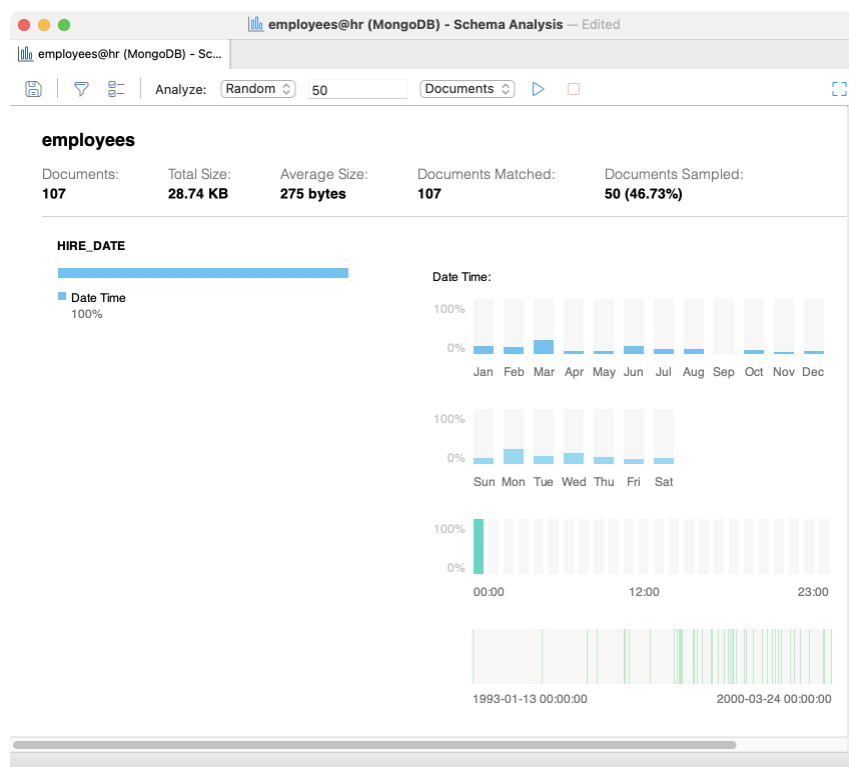 employees@hr (MongoDB) - Schema Analysis — Edited
employees@hr (MongoDB) - Sc...
Analyze: Random 50 Documents
employees
Documents: Total Size: Average Size: Documents Matched: Documents Sampled:
107 28.74 KB 275 bytes 107 50 (46.73%)
HIRE_DATE
Date Time
100%
Date Time:
100%
0%
Jan Feb Mar Apr May Jun Jul Aug Sep Oct Nov Dec
100%
0%
Sun Mon Tue Wed Thu Fri Sat
100%
0%
00:00 12:00 23:00
1993-01-13 00:00:00 2000-03-24 00:00:00